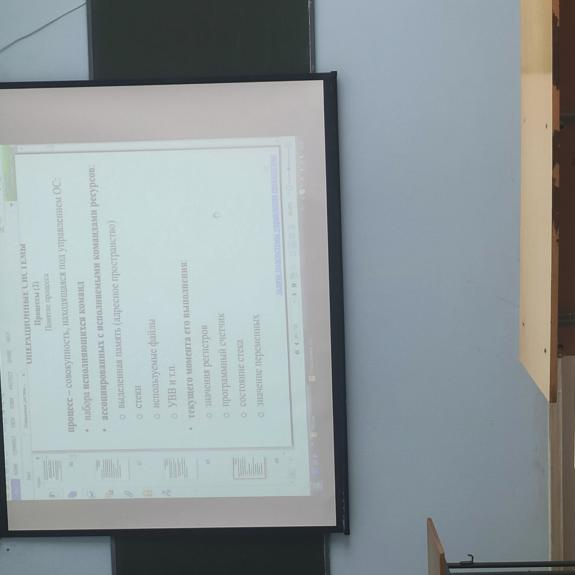 ОПЕРАЦИОННЫЕ СИСТЕМЫ
Процессы (2)
Понятие процесса
процесс – совокупность, находящаяся под управлением ОС:
• набора исполняющихся команд
• ассоциированных с исполняемыми командами ресурсов:
○ выделенная память (адресное пространство)
○ стеки
○ используемые файлы
○ УВВ и т.п.
• текущего момента его выполнения:
○ значения регистров
○ программный счетчик
○ состояние стека
○ значение переменных